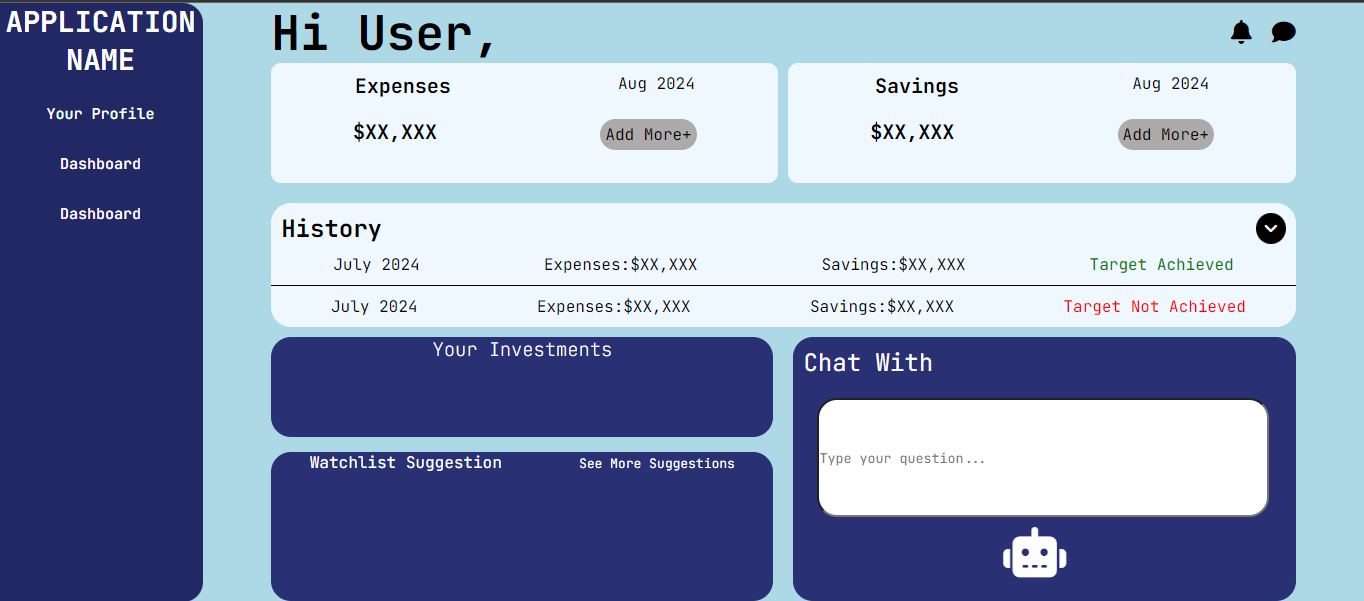 APPLICATION
NAME
Your Profile
Dashboard
Dashboard
Hi User,
Expenses
Aug 2024
$XX,XXX
Add More+
Savings
Aug 2024
$XX,XXX
Add More+
History
July 2024 Expenses:$XX,XXX Savings:$XX,XXX Target Achieved
July 2024 Expenses:$XX,XXX Savings:$XX,XXX Target Not Achieved
Your Investments
Watchlist Suggestion See More Suggestions
Chat With
Type your question...